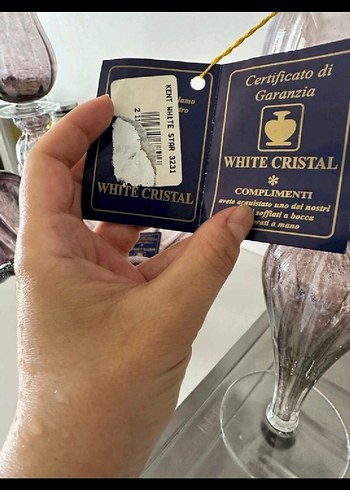 KENT WHITE STAR 3231
WHITE CRISTAL
Certificato di
Garanzia
WHITE CRISTAL
*
COMPLIMENTI
avete acquistato uno dei nostri
soffiati a bocca
a mano